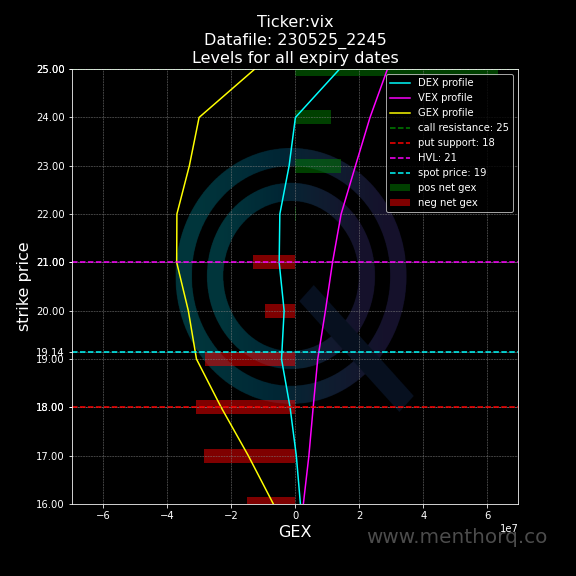 Ticker:vix
Datafile: 230525_2245
Levels for all expiry dates
25.00
24.00
23.00
22.00
21.00
20.00
19.14
19.00
18.00
17.00
16.00
strike price
DEX profile
VEX profile
GEX profile
call resistance: 25
put support: 18
HVL: 21
spot price: 19
pos net gex
neg net gex
−6 −4 −2 0 2 4 6
1e7
GEX
www.menthorq.co